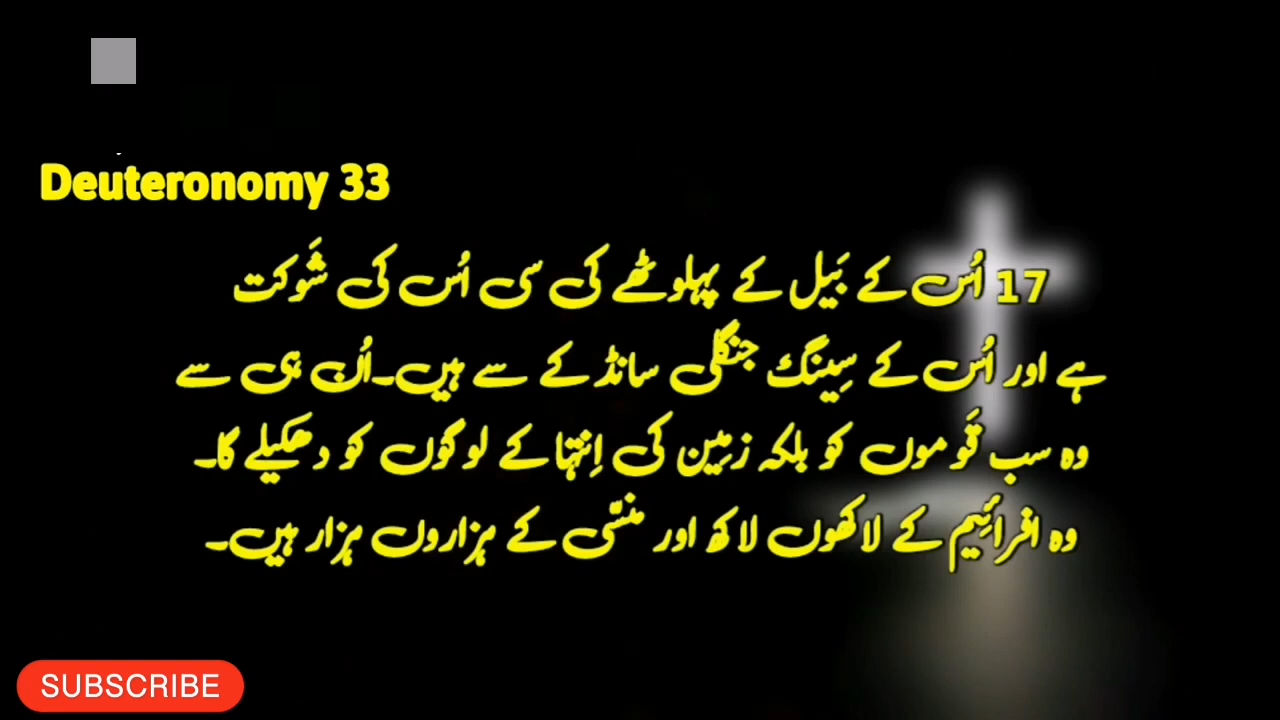 Deuteronomy 33
17 اُس کے بَیل کے پہلوٹھے کی سی اُس کی شَوکت
ہے اور اُس کے سِینگ جنگلی سانڈ کے سے ہیں۔اُن ہی سے
وہ سب قَوموں کو بلکہ زمِین کی اِنتہا کے لوگوں کو دھکیلے گا۔
وہ افرائِیم کے لاکھوں لاکھ اور منسّی کے ہزاروں ہزار ہیں۔
SUBSCRIBE